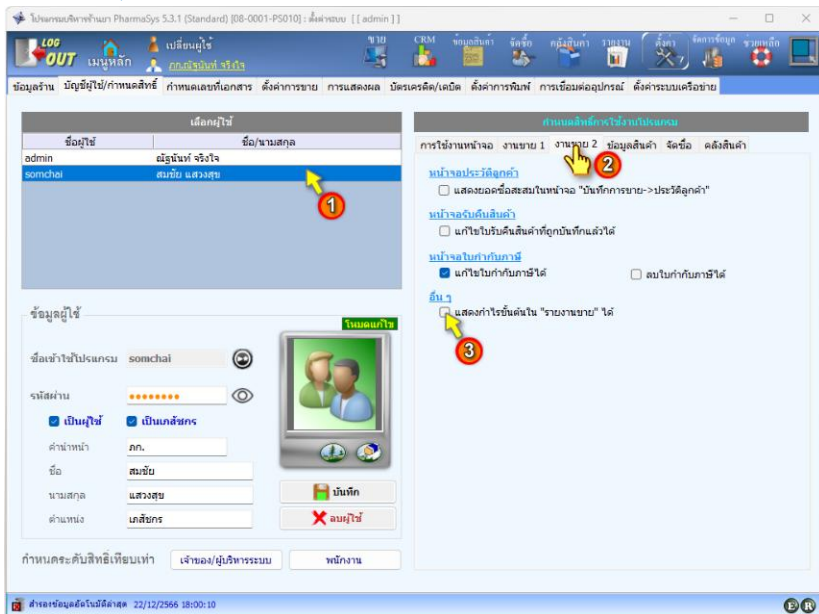 โปรแกรมบริหารร้านยา PharmaSys 5.3.1 (Standard) [08-0001-PS010] : ตั้งค่าระบบ [[ admin ]]
LOG OUT เมนูหลัก เปลี่ยนผู้ใช้ ขาย CRM ข้อมูลสินค้า จัดซื้อ คลังสินค้า รายงาน ตั้งค่า จัดการข้อมูล ช่วยเหลือ
ภก.ณัฐนันท์ จริงใจ
ข้อมูลร้าน บัญชีผู้ใช้/กำหนดสิทธิ์ กำหนดเลขที่เอกสาร ตั้งค่าการขาย การแสดงผล บัตรเครดิต/เดบิต ตั้งค่าการพิมพ์ การเชื่อมต่ออุปกรณ์ ตั้งค่าระบบเครือข่าย
เลือกผู้ใช้
ชื่อผู้ใช้ ชื่อ/นามสกุล
admin ณัฐนันท์ จริงใจ
somchai สมชัย แสวงสุข
1
กำหนดสิทธิ์การใช้งานโปรแกรม
การใช้งานหน้าจอ งานขาย 1 งานขาย 2 ข้อมูลสินค้า จัดซื้อ คลังสินค้า
2
หน้าจอประวัติลูกค้า
แสดงยอดซื้อสะสมในหน้าจอ "บันทึกการขาย->ประวัติลูกค้า"
หน้าจอรับคืนสินค้า
แก้ไขใบรับคืนสินค้าที่ถูกบันทึกแล้วได้
หน้าจอใบกำกับภาษี
แก้ไขใบกำกับภาษีได้ ลบใบกำกับภาษีได้
อื่น ๆ
แสดงกำไรขั้นต้นใน "รายงานขาย" ได้
3
ข้อมูลผู้ใช้
โหมดแก้ไข
ชื่อเข้าใช้โปรแกรม somchai
รหัสผ่าน ••••••••
เป็นผู้ใช้ เป็นเภสัชกร
คำนำหน้า ภก.
ชื่อ สมชัย
นามสกุล แสวงสุข
ตำแหน่ง เภสัชกร
บันทึก
ลบผู้ใช้
กำหนดระดับสิทธิ์เทียบเท่า เจ้าของ/ผู้บริหารระบบ พนักงาน
สำรองข้อมูลอัตโนมัติล่าสุด 22/12/2566 18:00:10 E R